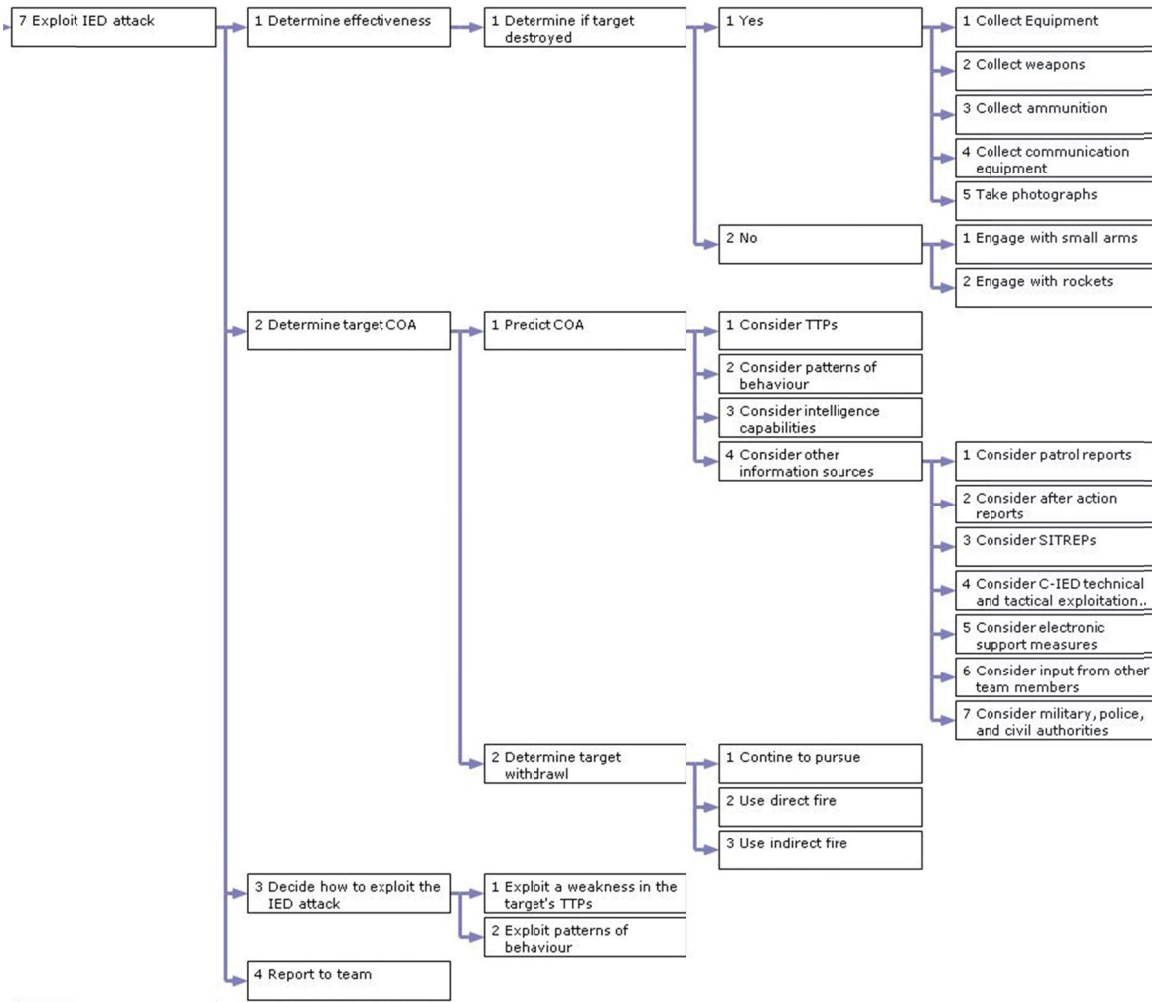 7 Exploit IED attack
1 Determine effectiveness
1 Determine if target
destroyed
1 Yes
1 Collect Equipment
2 Collect weapons
3 Collect ammunition
4 Collect communication
equipment
5 Take photographs
2 No
1 Engage with small arms
2 Engage with rockets
2 Determine target COA
1 Predict COA
1 Consider TTPs
2 Consider patterns of
behaviour
3 Consider intelligence
capabilities
4 Consider other
information sources
1 Consider patrol reports
2 Consider after action
reports
3 Consider SITREPs
4 Consider C-IED technical
and tactical exploitation..
5 Consider electronic
support measures
6 Consider input from other
team members
7 Consider military, police,
and civil authorities
2 Determine target
withdrawl
1 Contine to pursue
2 Use direct fire
3 Use indirect fire
3 Decide how to exploit the
IED attack
1 Exploit a weakness in the
target's TTPs
2 Exploit patterns of
behaviour
4 Report to team